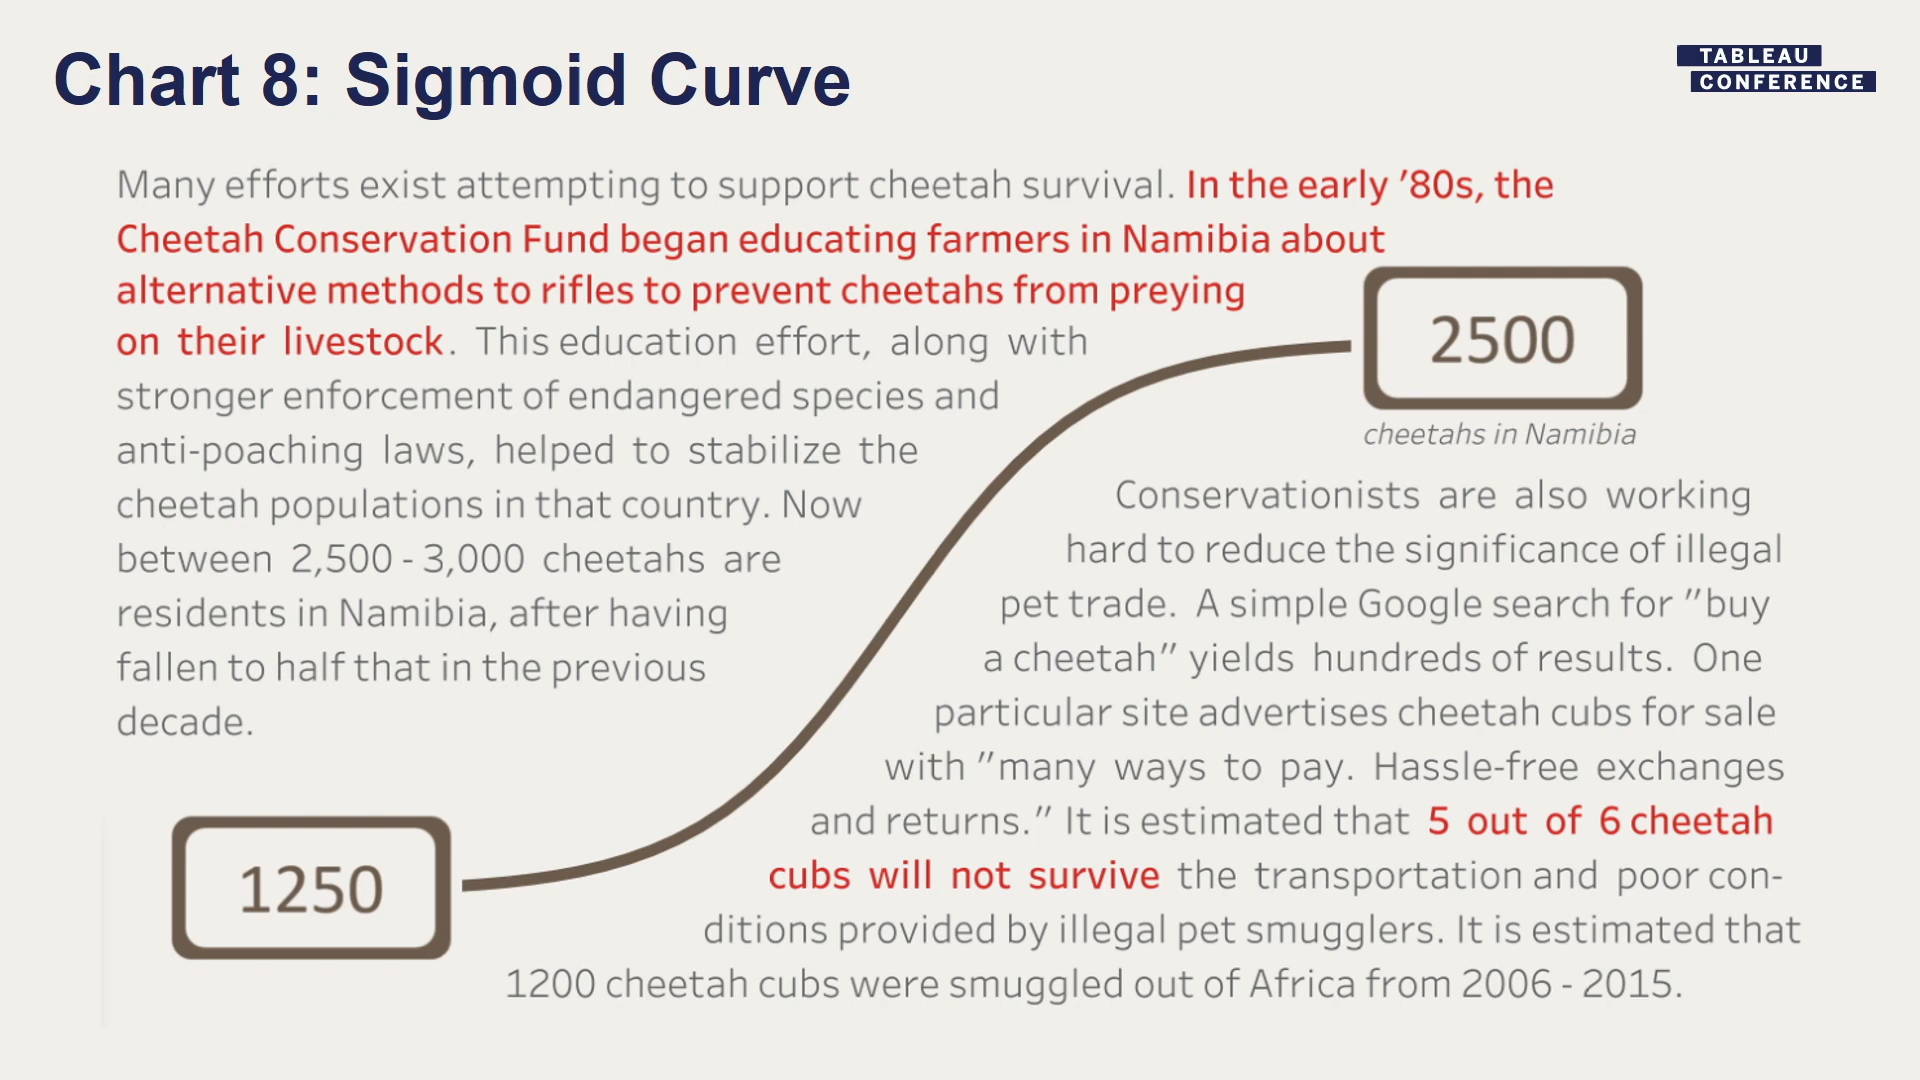 Chart 8: Sigmoid Curve
TABLEAU
CONFERENCE
Many efforts exist attempting to support cheetah survival. In the early '80s, the
Cheetah Conservation Fund began educating farmers in Namibia about
alternative methods to rifles to prevent cheetahs from preying
on their livestock. This education effort, along with
stronger enforcement of endangered species and
anti-poaching laws, helped to stabilize the
cheetah populations in that country. Now
between 2,500 - 3,000 cheetahs are
residents in Namibia, after having
fallen to half that in the previous
decade.
1250
2500
cheetahs in Namibia
Conservationists are also working
hard to reduce the significance of illegal
pet trade. A simple Google search for "buy
a cheetah" yields hundreds of results. One
particular site advertises cheetah cubs for sale
with "many ways to pay. Hassle-free exchanges
and returns." It is estimated that 5 out of 6 cheetah
cubs will not survive the transportation and poor con-
ditions provided by illegal pet smugglers. It is estimated that
1200 cheetah cubs were smuggled out of Africa from 2006 - 2015.